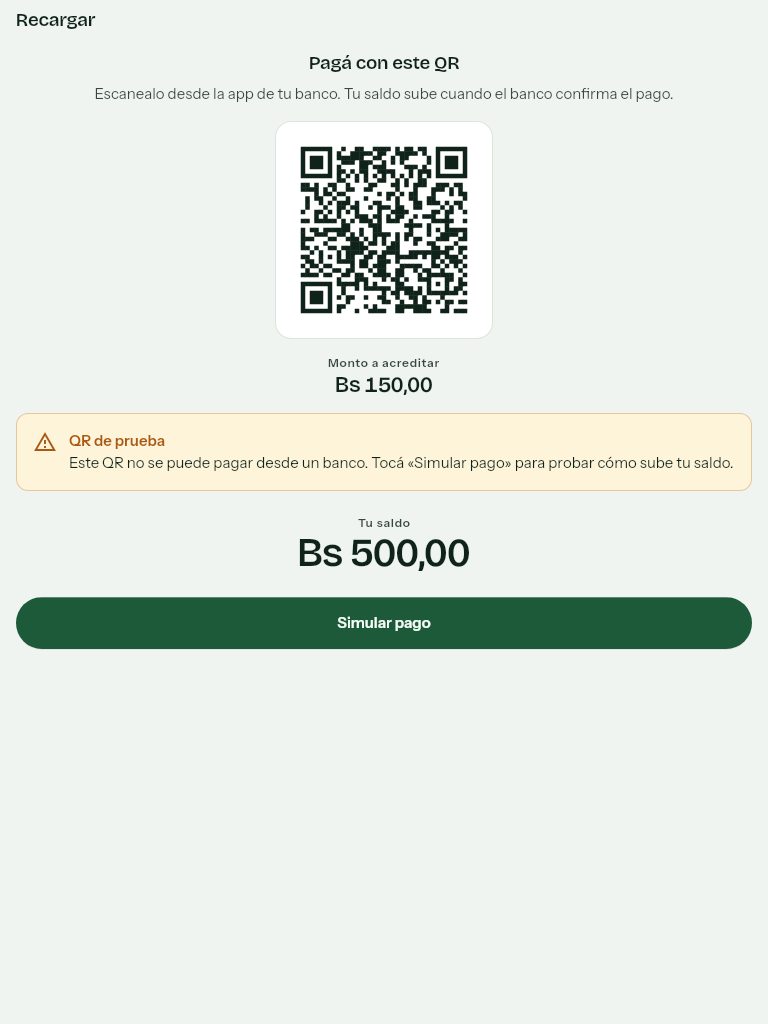 Recargar
Pagá con este QR
Escanealo desde la app de tu banco. Tu saldo sube cuando el banco confirma el pago.
Monto a acreditar
Bs 150,00
QR de prueba
Este QR no se puede pagar desde un banco. Tocá «Simular pago» para probar cómo sube tu saldo.
Tu saldo
Bs 500,00
Simular pago